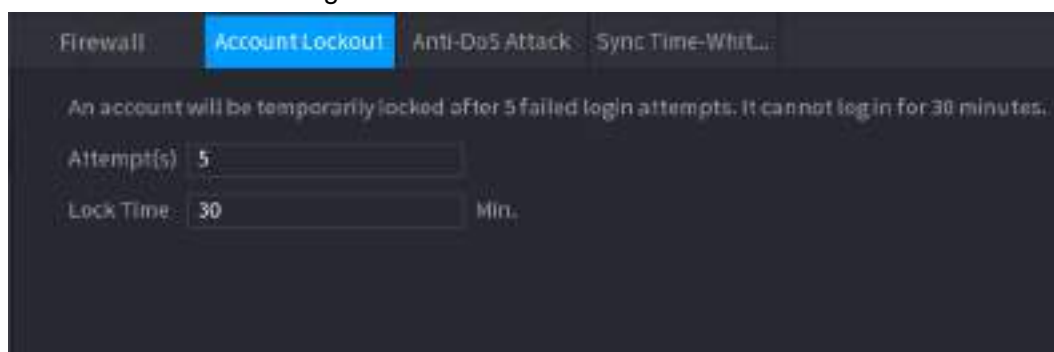 Firewall Account Lockout Anti-DoS Attack Sync Time-Whit...
An account will be temporarily locked after 5 failed login attempts. It cannot log in for 30 minutes.
Attempt(s) 5
Lock Time 30 Min.